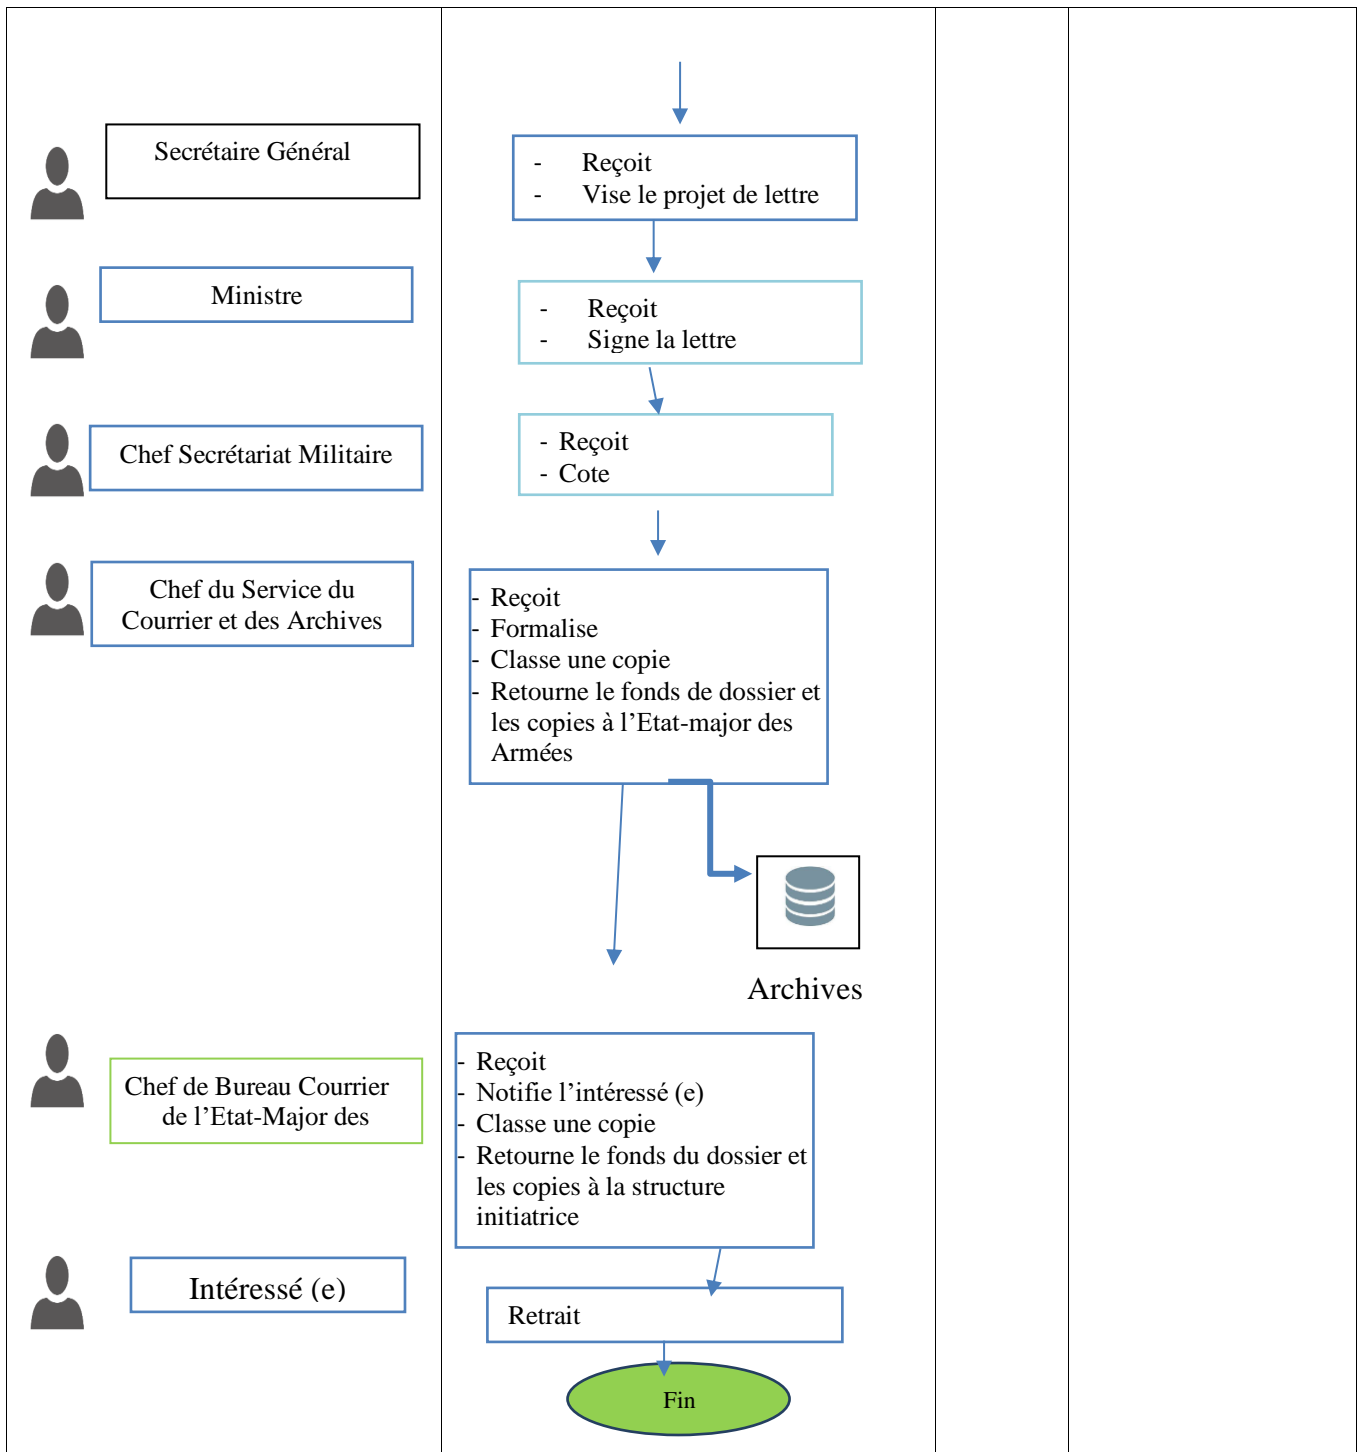 Secrétaire Général
- Reçoit
- Vise le projet de lettre
Ministre
- Reçoit
- Signe la lettre
Chef Secrétariat Militaire
- Reçoit
- Cote
Chef du Service du
Courrier et des Archives
- Reçoit
- Formalise
- Classe une copie
- Retourne le fonds de dossier et
les copies à l’Etat-major des
Armées
Archives
Chef de Bureau Courrier
de l’Etat-Major des
- Reçoit
- Notifie l’intéressé (e)
- Classe une copie
- Retourne le fonds du dossier et
les copies à la structure
initiatrice
Intéressé (e)
Retrait
Fin